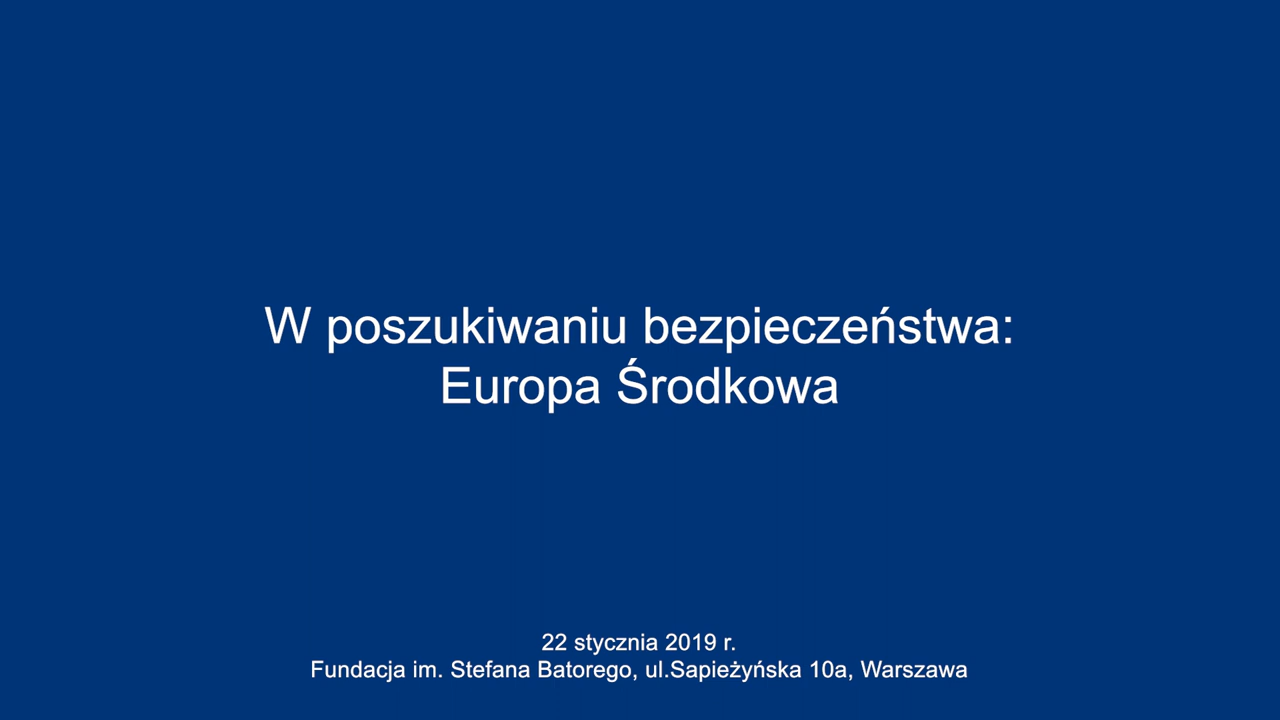 W poszukiwaniu bezpieczeństwa:
Europa Środkowa
22 stycznia 2019 r.
Fundacja im. Stefana Batorego, ul.Sapieżyńska 10a, Warszawa